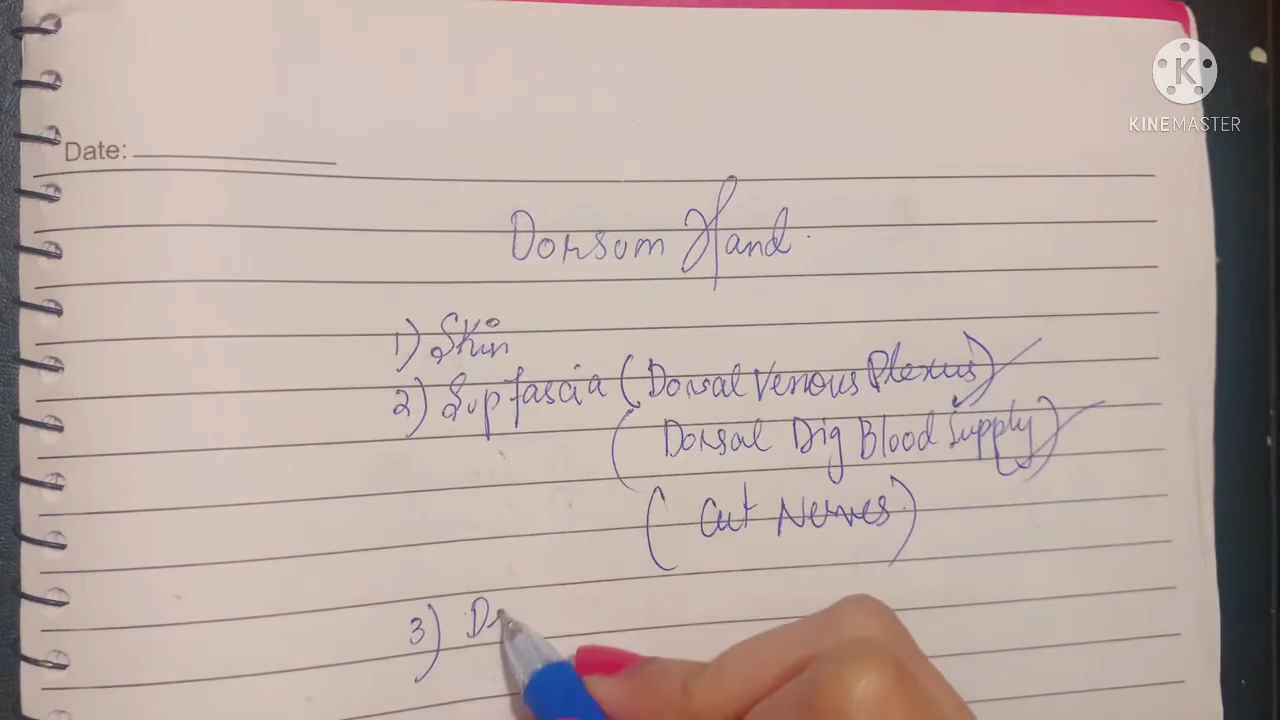 K
KINEMASTER
Date:
Dorsum Hand.
1) Skin
2) Sup fascia (Dorsal Venous Plexus)
(Dorsal Dig Blood Supply)
(Cut Nerves)
3) D